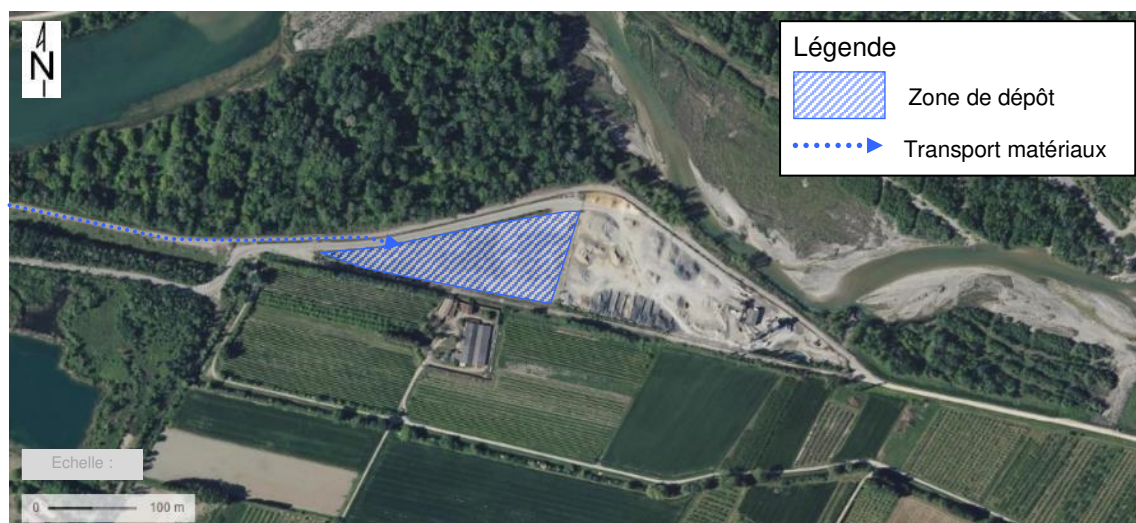 N
Légende
Zone de dépôt
Transport matériaux
Echelle :
0 100 m